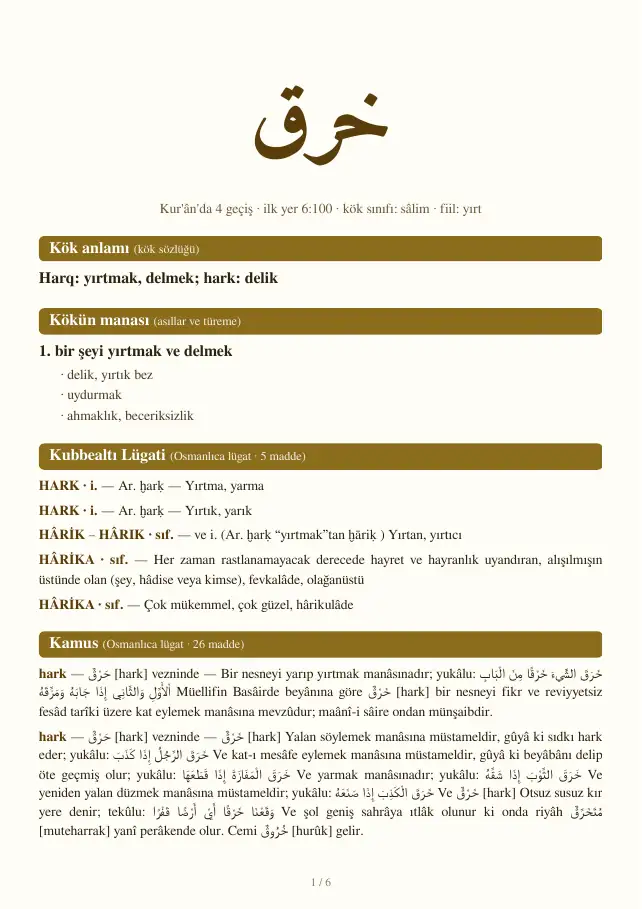 خرق
Kur'ân'da 4 geçiş · ilk yer 6:100 · kök sınıfı: sâlim · fiil: yırt
Kök anlamı (kök sözlüğü)
Harq: yırtmak, delmek; hark: delik
Kökün manası (asıllar ve türeme)
1. bir şeyi yırtmak ve delmek
· delik, yırtık bez
· uydurmak
· ahmaklık, beceriksizlik
Kubbealtı Lügati (Osmanlıca lügat · 5 madde)
HARK · i. — Ar. ḫarḳ — Yırtma, yarma
HARK · i. — Ar. ḫarḳ — Yırtık, yarık
HÂRİK – HÂRIK · sıf. — ve i. (Ar. ḫarḳ “yırtmak”tan ḫāriḳ ) Yırtan, yırtıcı
HÂRİKA · sıf. — Her zaman rastlanamayacak derecede hayret ve hayranlık uyandıran, alışılmışın
üstünde olan (şey, hâdise veya kimse), fevkalâde, olağanüstü
HÂRİKA · sıf. — Çok mükemmel, çok güzel, hârikulâde
Kamus (Osmanlıca lügat · 26 madde)
hark — حَرْقٌ [hark] vezninde — Bir nesneyi yarıp yırtmak manâsınadır; yukâlu: خَرَقَ الشَّيْءَ خَرْقًا مِنَ الْبَابِ
الْأَوَّلِ وَالثَّانِي إِذَا جَابَهُ وَمَزَّقَهُ Müellifin Basâirde beyânına göre خَرْقٌ [hark] bir nesneyi fikr ve reviyyetsiz
fesâd tarîki üzere kat eylemek manâsına mevzûdur; maânî-i sâire ondan münşaibdir.
hark — حَرْقٌ [hark] vezninde — خَرْقٌ [hark] Yalan söylemek manâsına müstameldir, gûyâ ki sıdkı hark
eder; yukâlu: خَرَقَ الرَّجُلُ إِذَا كَذَبَ Ve kat-ı mesâfe eylemek manâsına müstameldir, gûyâ ki beyâbânı delip
öte geçmiş olur; yukâlu: خَرَقَ الْمَفَازَةَ إِذَا قَطَعَهَا Ve yarmak manâsınadır; yukâlu: خَرَقَ الثَّوْبَ إِذَا شَقَّهُ Ve
yeniden yalan düzmek manâsına müstameldir; yukâlu: خَرَقَ الْكَذِبَ إِذَا صَنَعَهُ Ve خَرْقٌ [hark] Otsuz susuz kır
yere denir; tekûlu: وَقَعْنَا خَرْقًا أَيْ أَرْضًا قَفْرًا Ve şol geniş sahrâya ıtlâk olunur ki onda riyâh مُتَخَرِّقٌ
[muteharrak] yanî perâkende olur. Cemi خُرُوقٌ [hurûk] gelir.
1 / 6